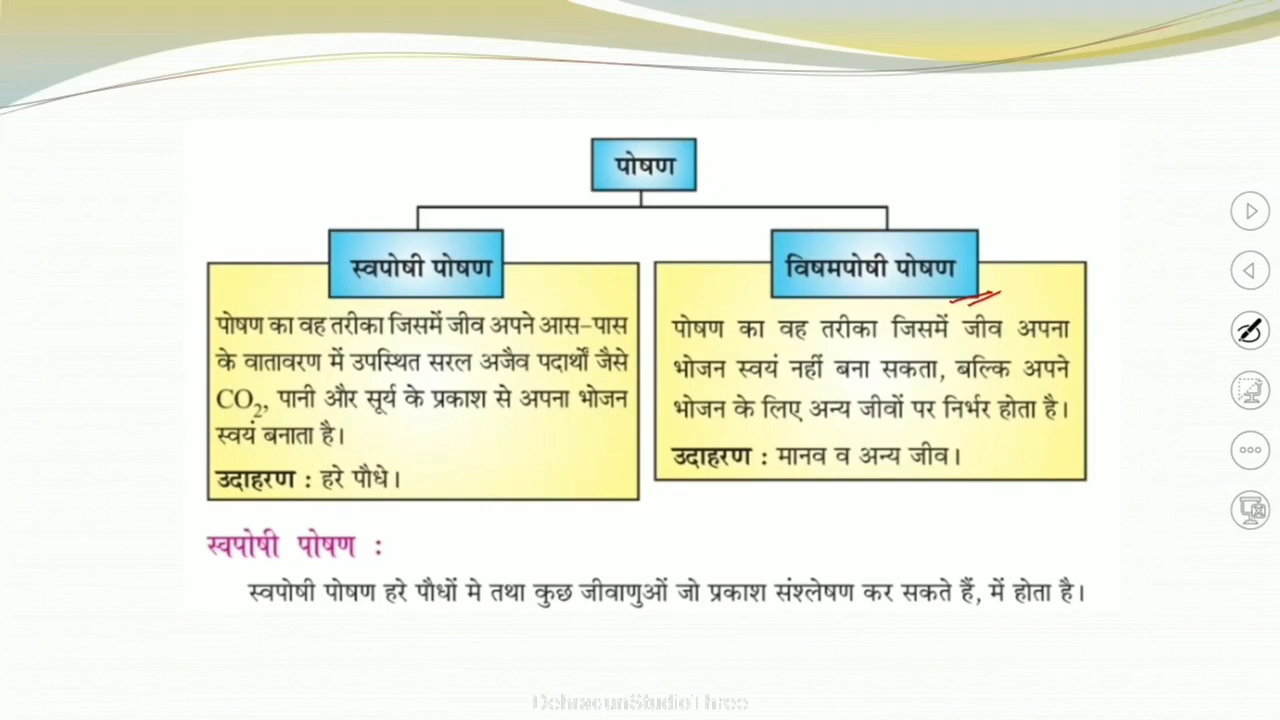 पोषण
स्वपोषी पोषण
पोषण का वह तरीका जिसमें जीव अपने आस-पास
के वातावरण में उपस्थित सरल अजैव पदार्थों जैसे
CO₂, पानी और सूर्य के प्रकाश से अपना भोजन
स्वयं बनाता है।
उदाहरण : हरे पौधे।
विषमपोषी पोषण
पोषण का वह तरीका जिसमें जीव अपना
भोजन स्वयं नहीं बना सकता, बल्कि अपने
भोजन के लिए अन्य जीवों पर निर्भर होता है।
उदाहरण : मानव व अन्य जीव।
स्वपोषी पोषण :
स्वपोषी पोषण हरे पौधों मे तथा कुछ जीवाणुओं जो प्रकाश संश्लेषण कर सकते हैं, में होता है।
DehradunStudioThree